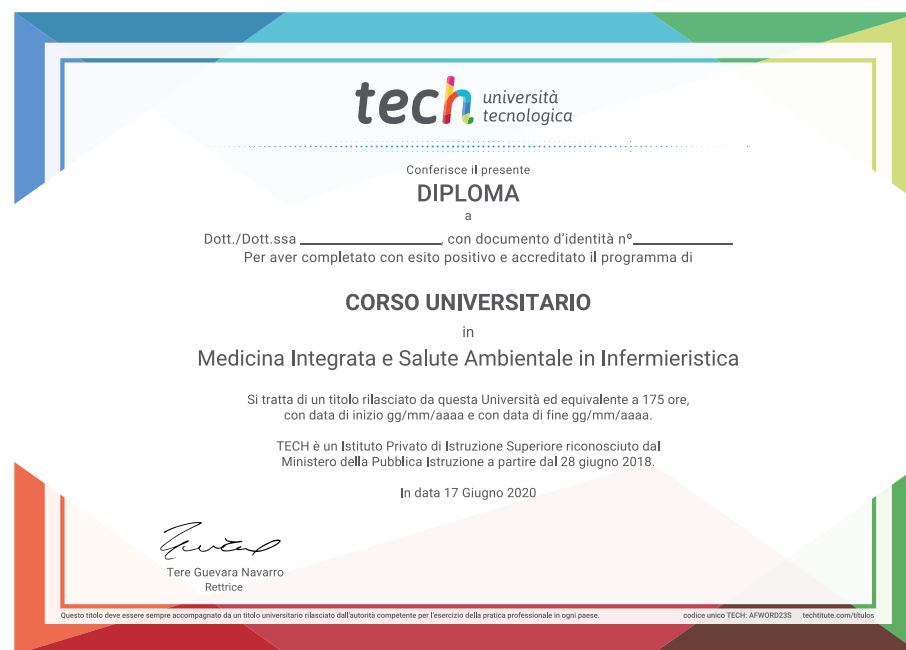 tech università
tecnologica
Conferisce il presente
DIPLOMA
a
Dott./Dott.ssa ____________________, con documento d'identità nº______________
Per aver completato con esito positivo e accreditato il programma di
CORSO UNIVERSITARIO
in
Medicina Integrata e Salute Ambientale in Infermieristica
Si tratta di un titolo rilasciato da questa Università ed equivalente a 175 ore,
con data di inizio gg/mm/aaaa e con data di fine gg/mm/aaaa.
TECH è un Istituto Privato di Istruzione Superiore riconosciuto dal
Ministero della Pubblica Istruzione a partire dal 28 giugno 2018.
In data 17 Giugno 2020
Tere Guevara Navarro
Rettrice
Questo titolo deve essere sempre accompagnato da un titolo universitario rilasciato dall'autorità competente per l'esercizio della pratica professionale in ogni paese. codice unico TECH: AFWORD23S techtitute.com/titulos